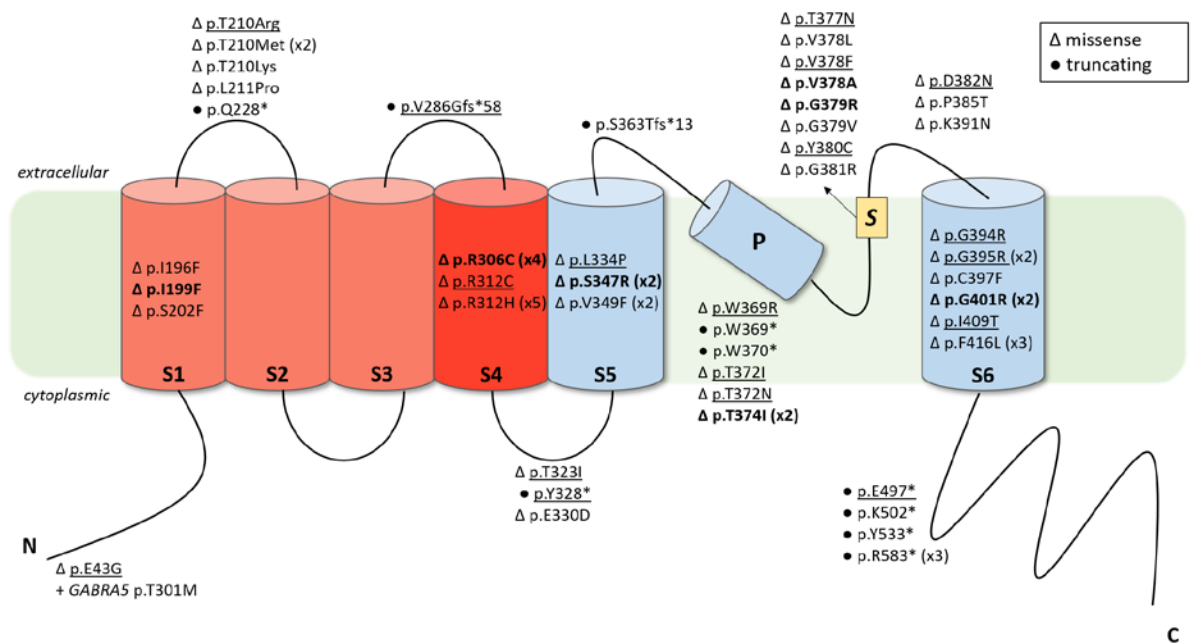 Δ p.T210Arg
Δ p.T210Met (x2)
Δ p.T210Lys
Δ p.L211Pro
● p.Q228*
● p.V286Gfs*58
● p.S363Tfs*13
Δ p.T377N
Δ p.V378L
Δ p.V378F
Δ p.V378A
Δ p.G379R
Δ p.G379V
Δ p.Y380C
Δ p.G381R
Δ p.D382N
Δ p.P385T
Δ p.K391N
Δ missense
● truncating
extracellular
cytoplasmic
Δ p.I196F
Δ p.I199F
Δ p.S202F
S1
S2
S3
Δ p.R306C (x4)
Δ p.R312C
Δ p.R312H (x5)
S4
Δ p.L334P
Δ p.S347R (x2)
Δ p.V349F (x2)
S5
P
S
Δ p.W369R
● p.W369*
● p.W370*
Δ p.T372I
Δ p.T372N
Δ p.T374I (x2)
Δ p.G394R
Δ p.G395R (x2)
Δ p.C397F
Δ p.G401R (x2)
Δ p.I409T
Δ p.F416L (x3)
S6
Δ p.T323I
● p.Y328*
Δ p.E330D
● p.E497*
● p.K502*
● p.Y533*
● p.R583* (x3)
N
Δ p.E43G
+ GABRA5 p.T301M
C